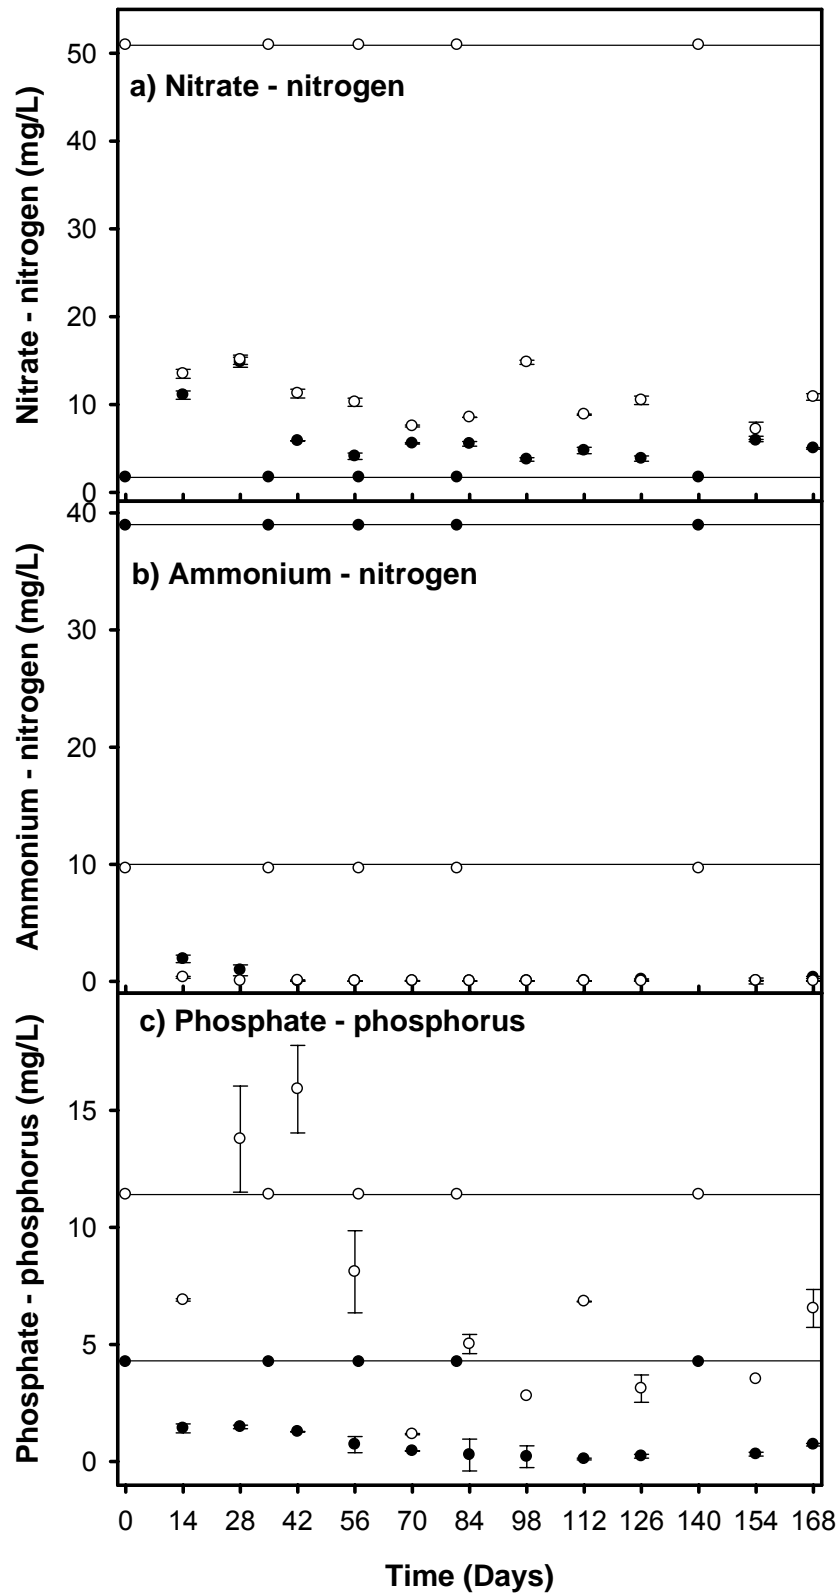 Nitrate - nitrogen (mg/L)
50
40
30
20
10
0
a) Nitrate - nitrogen
Ammonium - nitrogen (mg/L)
40
30
20
10
0
b) Ammonium - nitrogen
Phosphate - phosphorus (mg/L)
15
10
5
0
c) Phosphate - phosphorus
0 14 28 42 56 70 84 98 112 126 140 154 168
Time (Days)